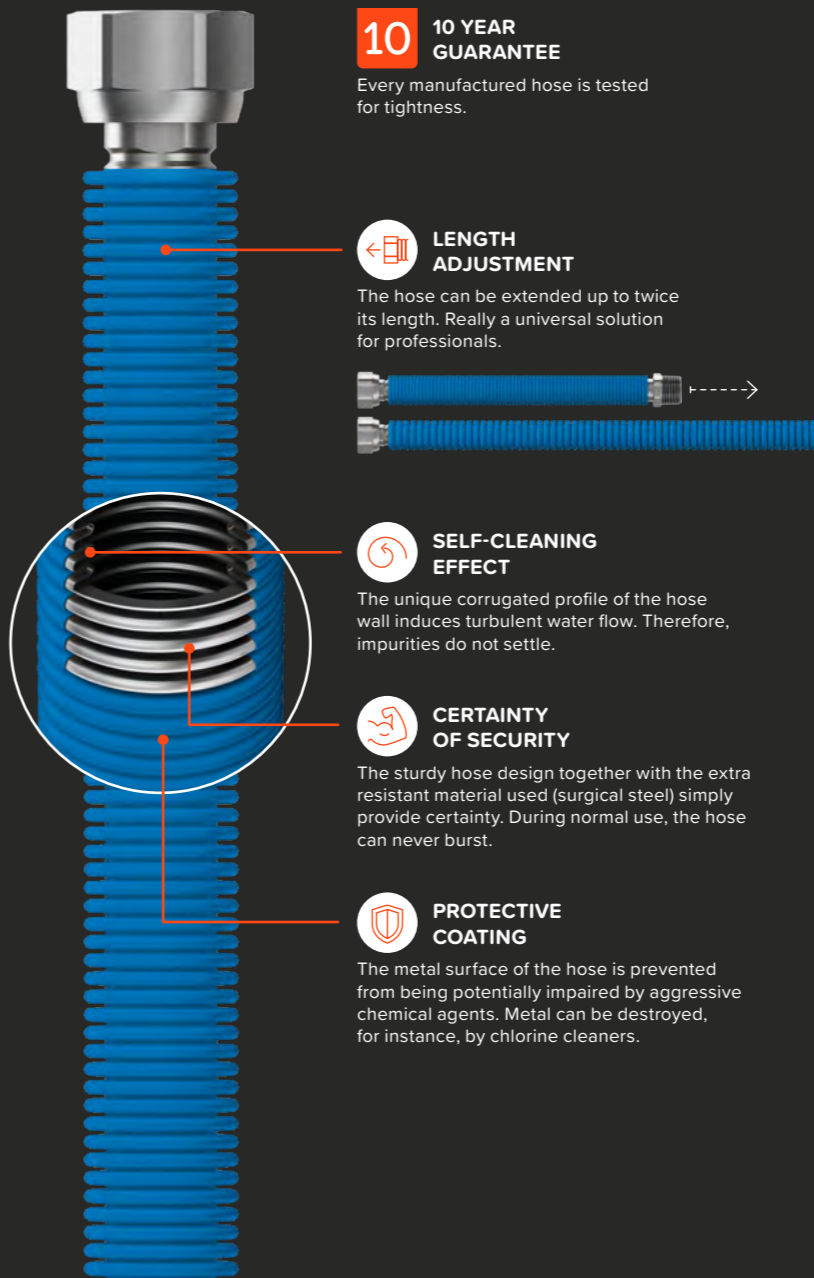 10
10 YEAR
GUARANTEE
Every manufactured hose is tested
for tightness.
LENGTH
ADJUSTMENT
The hose can be extended up to twice
its length. Really a universal solution
for professionals.
SELF-CLEANING
EFFECT
The unique corrugated profile of the hose
wall induces turbulent water flow. Therefore,
impurities do not settle.
CERTAINTY
OF SECURITY
The sturdy hose design together with the extra
resistant material used (surgical steel) simply
provide certainty. During normal use, the hose
can never burst.
PROTECTIVE
COATING
The metal surface of the hose is prevented
from being potentially impaired by aggressive
chemical agents. Metal can be destroyed,
for instance, by chlorine cleaners.